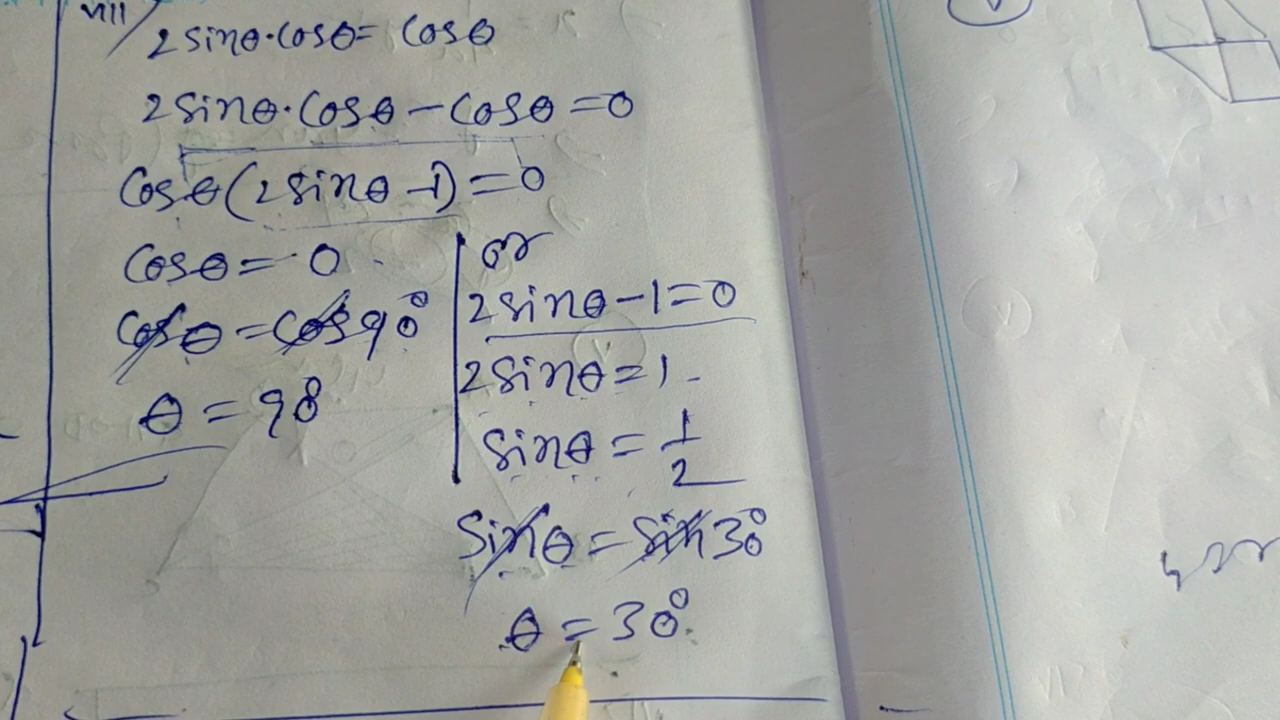 viii/ 2sinθ·cosθ= cosθ
2sinθ·cosθ-cosθ=0
cosθ(2sinθ-1)=0
cosθ=0
cosθ=cos90°
θ=90°
or
2sinθ-1=0
2sinθ=1
sinθ=1/2
sinθ=sin30°
θ=30°
V